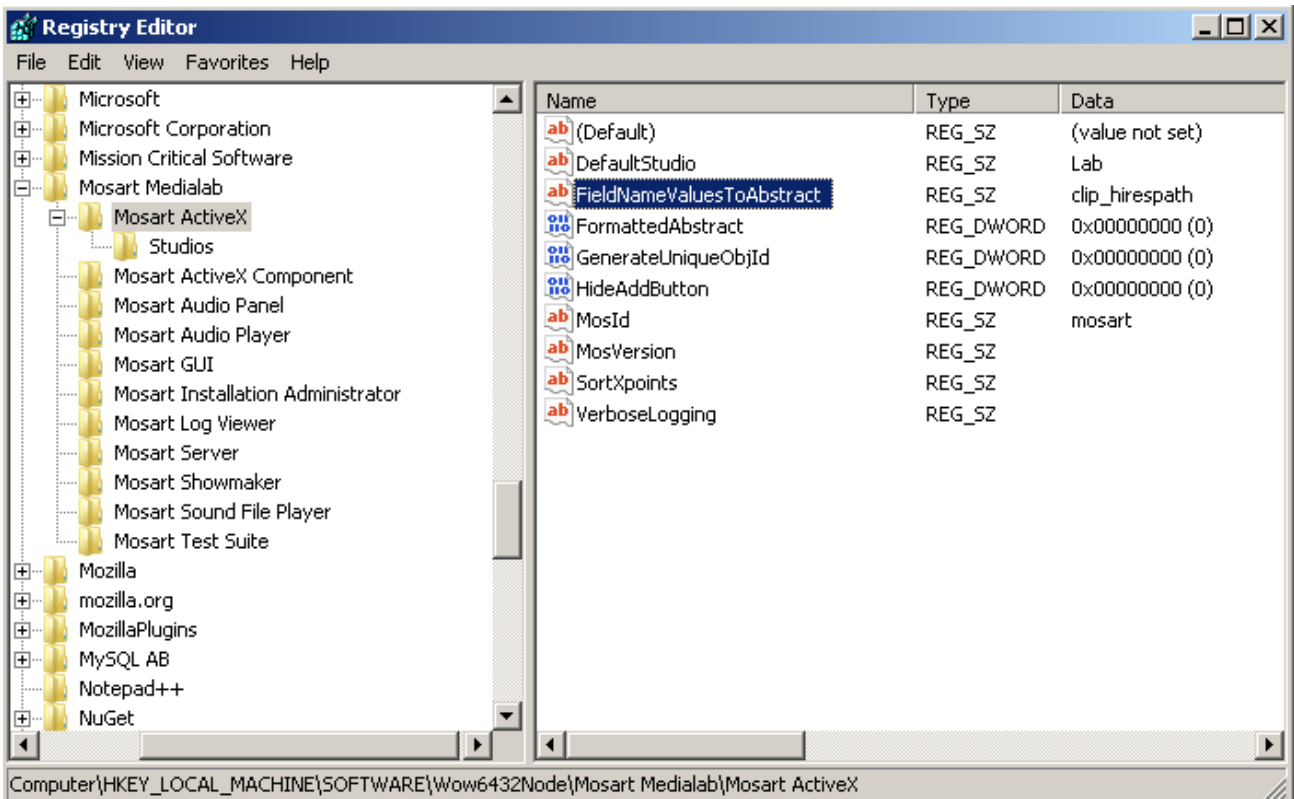 Registry Editor
File Edit View Favorites Help
Microsoft
Microsoft Corporation
Mission Critical Software
Mosart Medialab
Mosart ActiveX
Studios
Mosart ActiveX Component
Mosart Audio Panel
Mosart Audio Player
Mosart GUI
Mosart Installation Administrator
Mosart Log Viewer
Mosart Server
Mosart Showmaker
Mosart Sound File Player
Mosart Test Suite
Mozilla
mozilla.org
MozillaPlugins
MySQL AB
Notepad++
NuGet
Name Type Data
(Default) REG_SZ (value not set)
DefaultStudio REG_SZ Lab
FieldNameValuesToAbstract REG_SZ clip_hirespath
FormattedAbstract REG_DWORD 0x00000000 (0)
GenerateUniqueObjId REG_DWORD 0x00000000 (0)
HideAddButton REG_DWORD 0x00000000 (0)
MosId REG_SZ mosart
MosVersion REG_SZ
SortXpoints REG_SZ
VerboseLogging REG_SZ
Computer\HKEY_LOCAL_MACHINE\SOFTWARE\Wow6432Node\Mosart Medialab\Mosart ActiveX